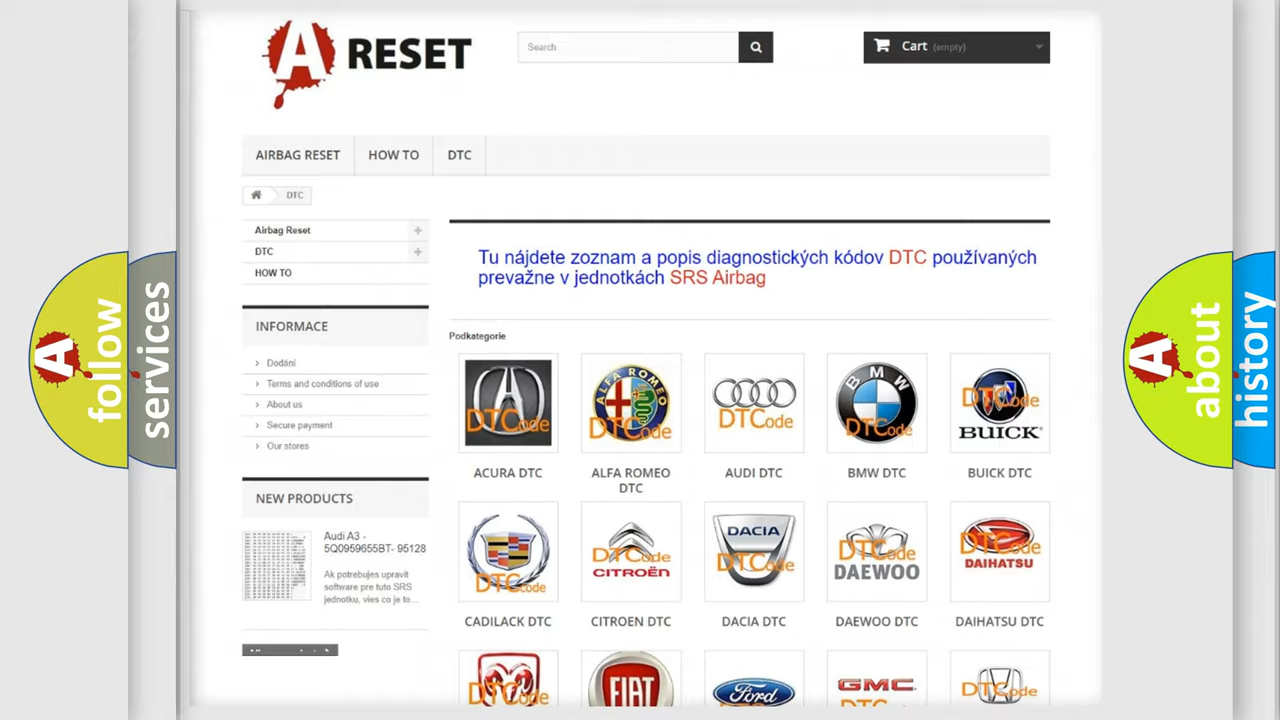 A RESET
Search
Cart (empty)
AIRBAG RESET
HOW TO
DTC
DTC
Airbag Reset
DTC
HOW TO
INFORMACE
Dodání
Terms and conditions of use
About us
Secure payment
Our stores
NEW PRODUCTS
Audi A3 -
5Q0959655BT- 95128
Ak potrebujes upravit
software pre tuto SRS
jednotku, vies co je to...
Tu nájdete zoznam a popis diagnostických kódov DTC používaných
prevažne v jednotkách SRS Airbag
Podkategorie
DTCode
ALFA ROMEO
DTCode
DTCode
BMW
DTCode
DTCode
BUICK
ACURA DTC
ALFA ROMEO
DTC
AUDI DTC
BMW DTC
BUICK DTC
DTCode
DTCode
CITROËN
DACIA
DTCode
DTCode
DAEWOO
DTCode
DAIHATSU
CADILACK DTC
CITROEN DTC
DACIA DTC
DAEWOO DTC
DAIHATSU DTC
DTCode
FIAT
Ford
GMC
DTCode
A
follow
services
A
about
history